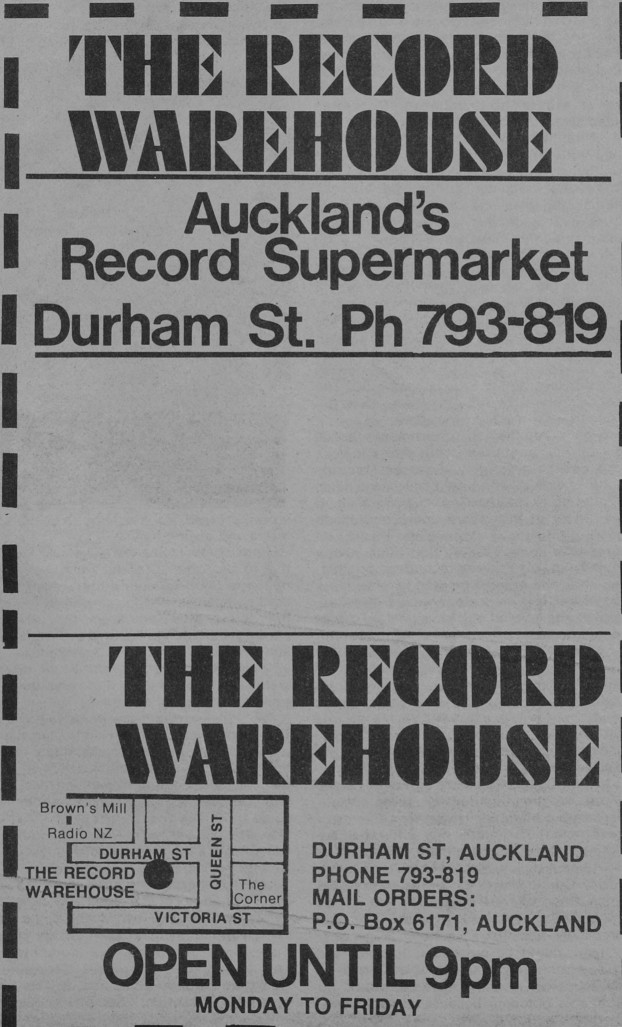 THE RECORD
WAREHOUSE
Auckland's
Record Supermarket
Durham St. Ph 793-819
THE RECORD
WAREHOUSE
Brown's Mill
Radio NZ
DURHAM ST
QUEEN ST
THE RECORD
WAREHOUSE
The
Corner
VICTORIA ST
DURHAM ST, AUCKLAND
PHONE 793-819
MAIL ORDERS:
P.O. Box 6171, AUCKLAND
OPEN UNTIL 9pm
MONDAY TO FRIDAY